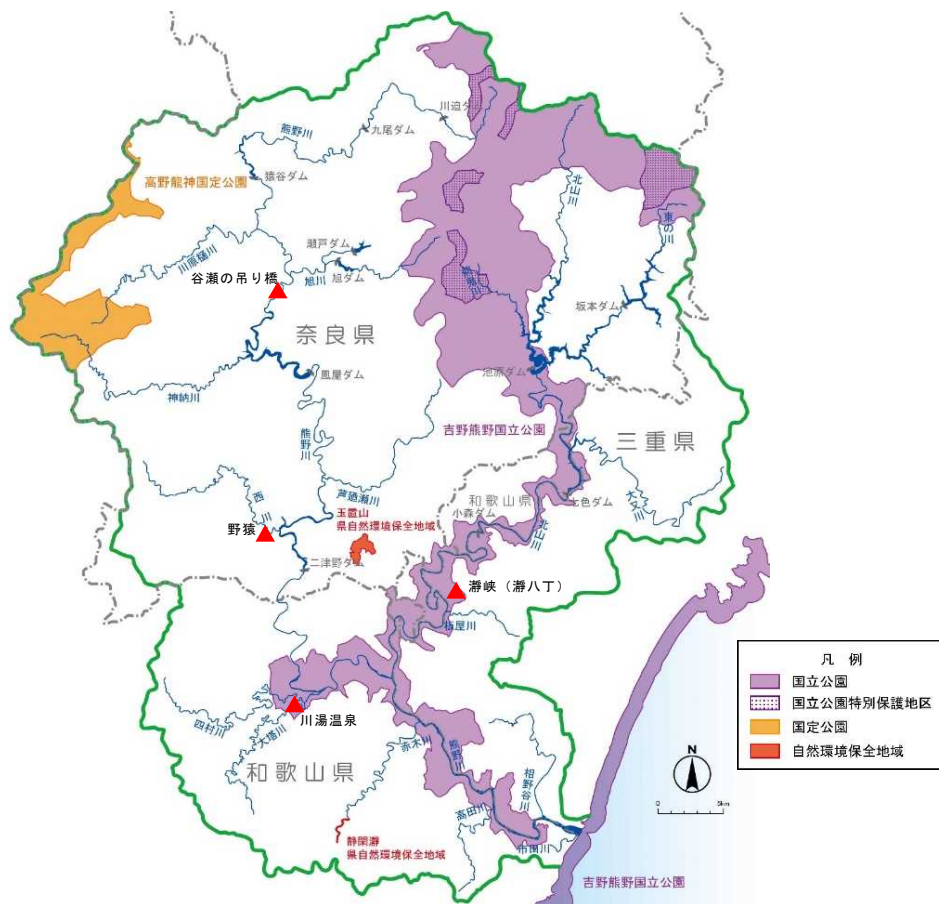 川迫ダム
九尾ダム
熊野川
猿谷ダム
高野龍神国定公園
北山川
東の川
瀬戸ダム
川原樋川
旭川
旭ダム
谷瀬の吊り橋
坂本ダム
奈良県
池原ダム
風屋ダム
神納川
吉野熊野国立公園
三重県
熊野川
芦廼瀬川
和歌山県
七色ダム
大又川
西川
小森ダム
北山川
玉置山
県自然環境保全地域
野猿
二津野ダム
瀞峡（瀞八丁）
川湯温泉
四村川
大塔川
赤木川
熊野川
和歌山県
相野谷川
高田川
市田川
静閑瀞
県自然環境保全地域
吉野熊野国立公園
凡 例
国立公園
国立公園特別保護地区
国定公園
自然環境保全地域
N
0
5km